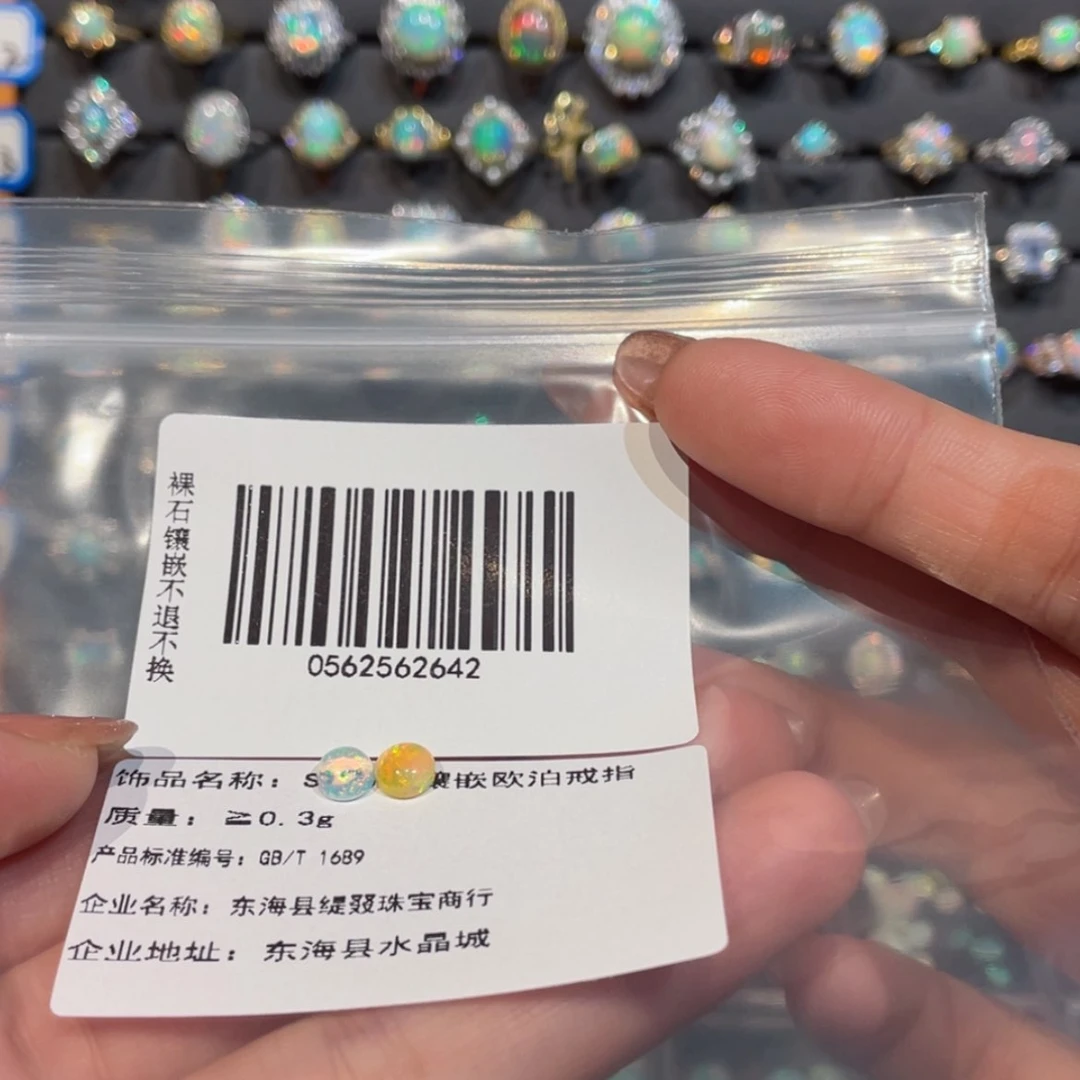 裸石镶嵌不退不换
0562562642
饰品名称: S 镶嵌欧泊戒指
质量: ≥0.3g
产品标准编号: GB/T 1689
企业名称: 东海县缇叕珠宝商行
企业地址: 东海县水晶城